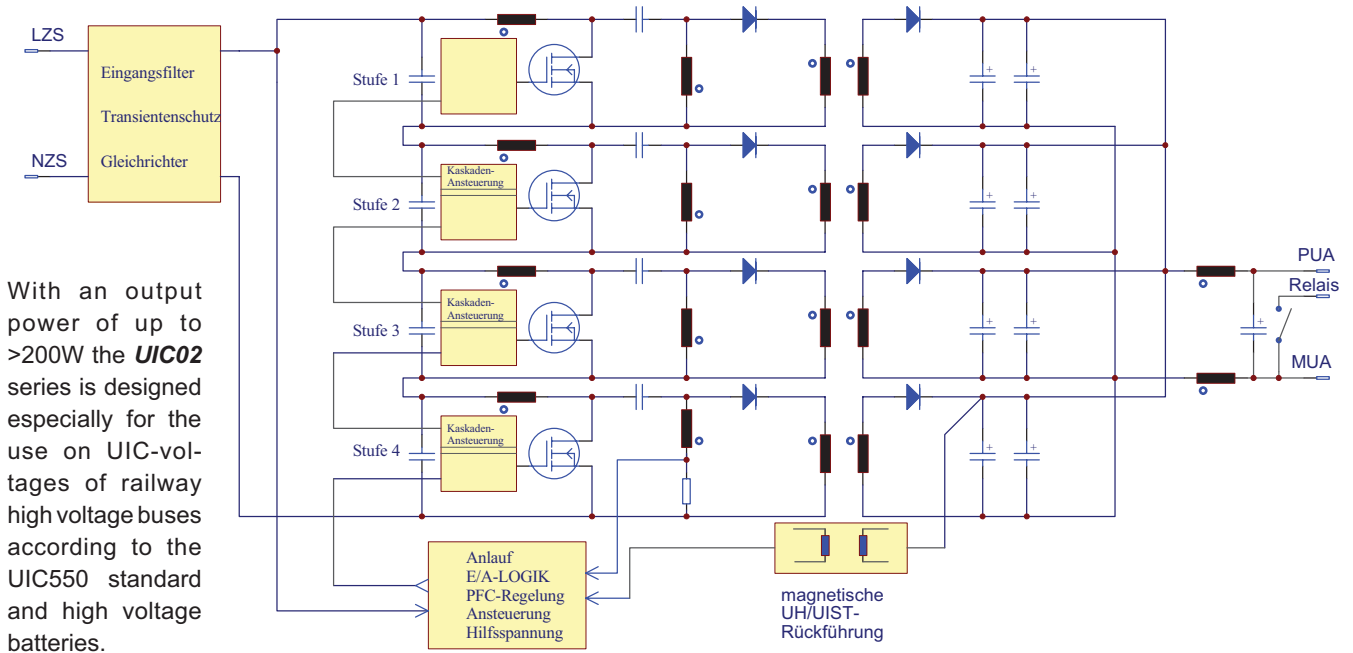 LZS
Eingangsfilter
Transientenschutz
NZS
Gleichrichter
Stufe 1
Kaskaden-
Ansteuerung
Stufe 2
Kaskaden-
Ansteuerung
Stufe 3
Kaskaden-
Ansteuerung
Stufe 4
+
+
+
+
+
+
+
+
PUA
Relais
+
MUA
With an output
power of up to
>200W the UIC02
series is designed
especially for the
use on UIC-vol-
tages of railway
high voltage buses
according to the
UIC550 standard
and high voltage
batteries.
Anlauf
E/A-LOGIK
PFC-Regelung
Ansteuerung
Hilfsspannung
magnetische
UH/UIST-
Rückführung